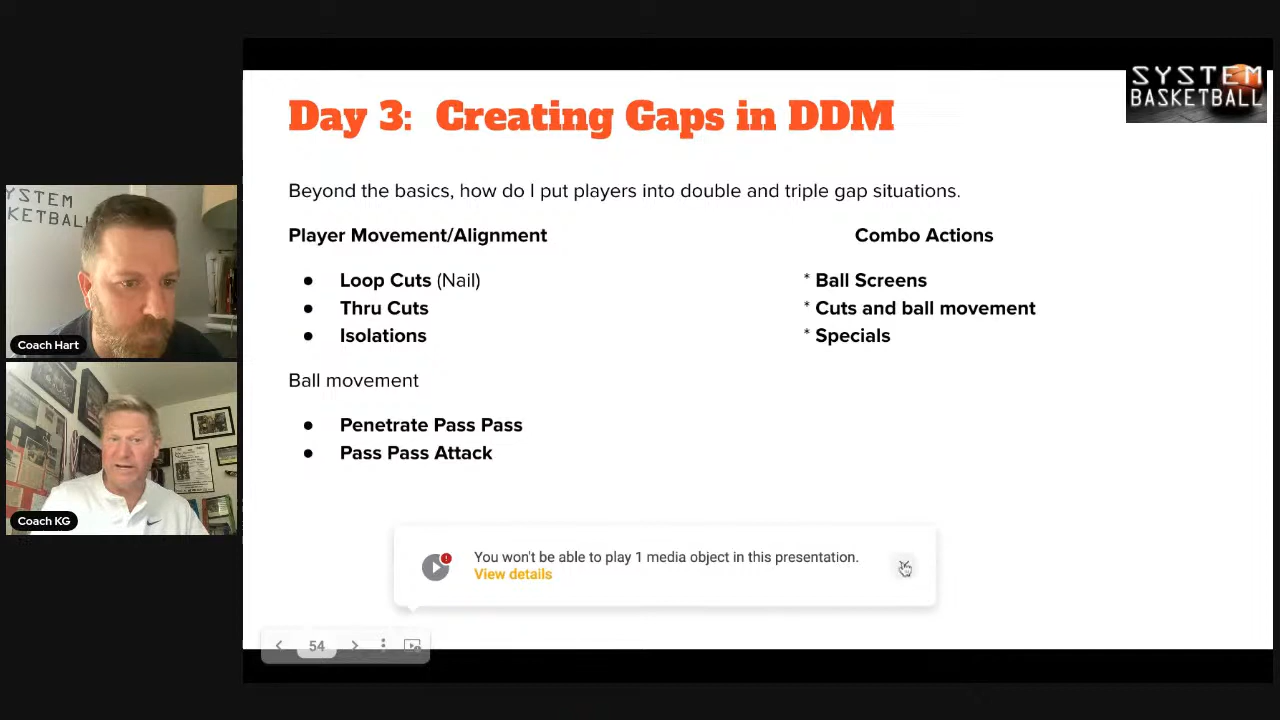 SYSTEM
BASKETBALL
Day 3: Creating Gaps in DDM
Beyond the basics, how do I put players into double and triple gap situations.
Player Movement/Alignment
● Loop Cuts (Nail)
● Thru Cuts
● Isolations
Ball movement
● Penetrate Pass Pass
● Pass Pass Attack
Combo Actions
* Ball Screens
* Cuts and ball movement
* Specials
You won't be able to play 1 media object in this presentation.
View details
54
YSTEM
KETBALL
Coach Hart
Coach KG